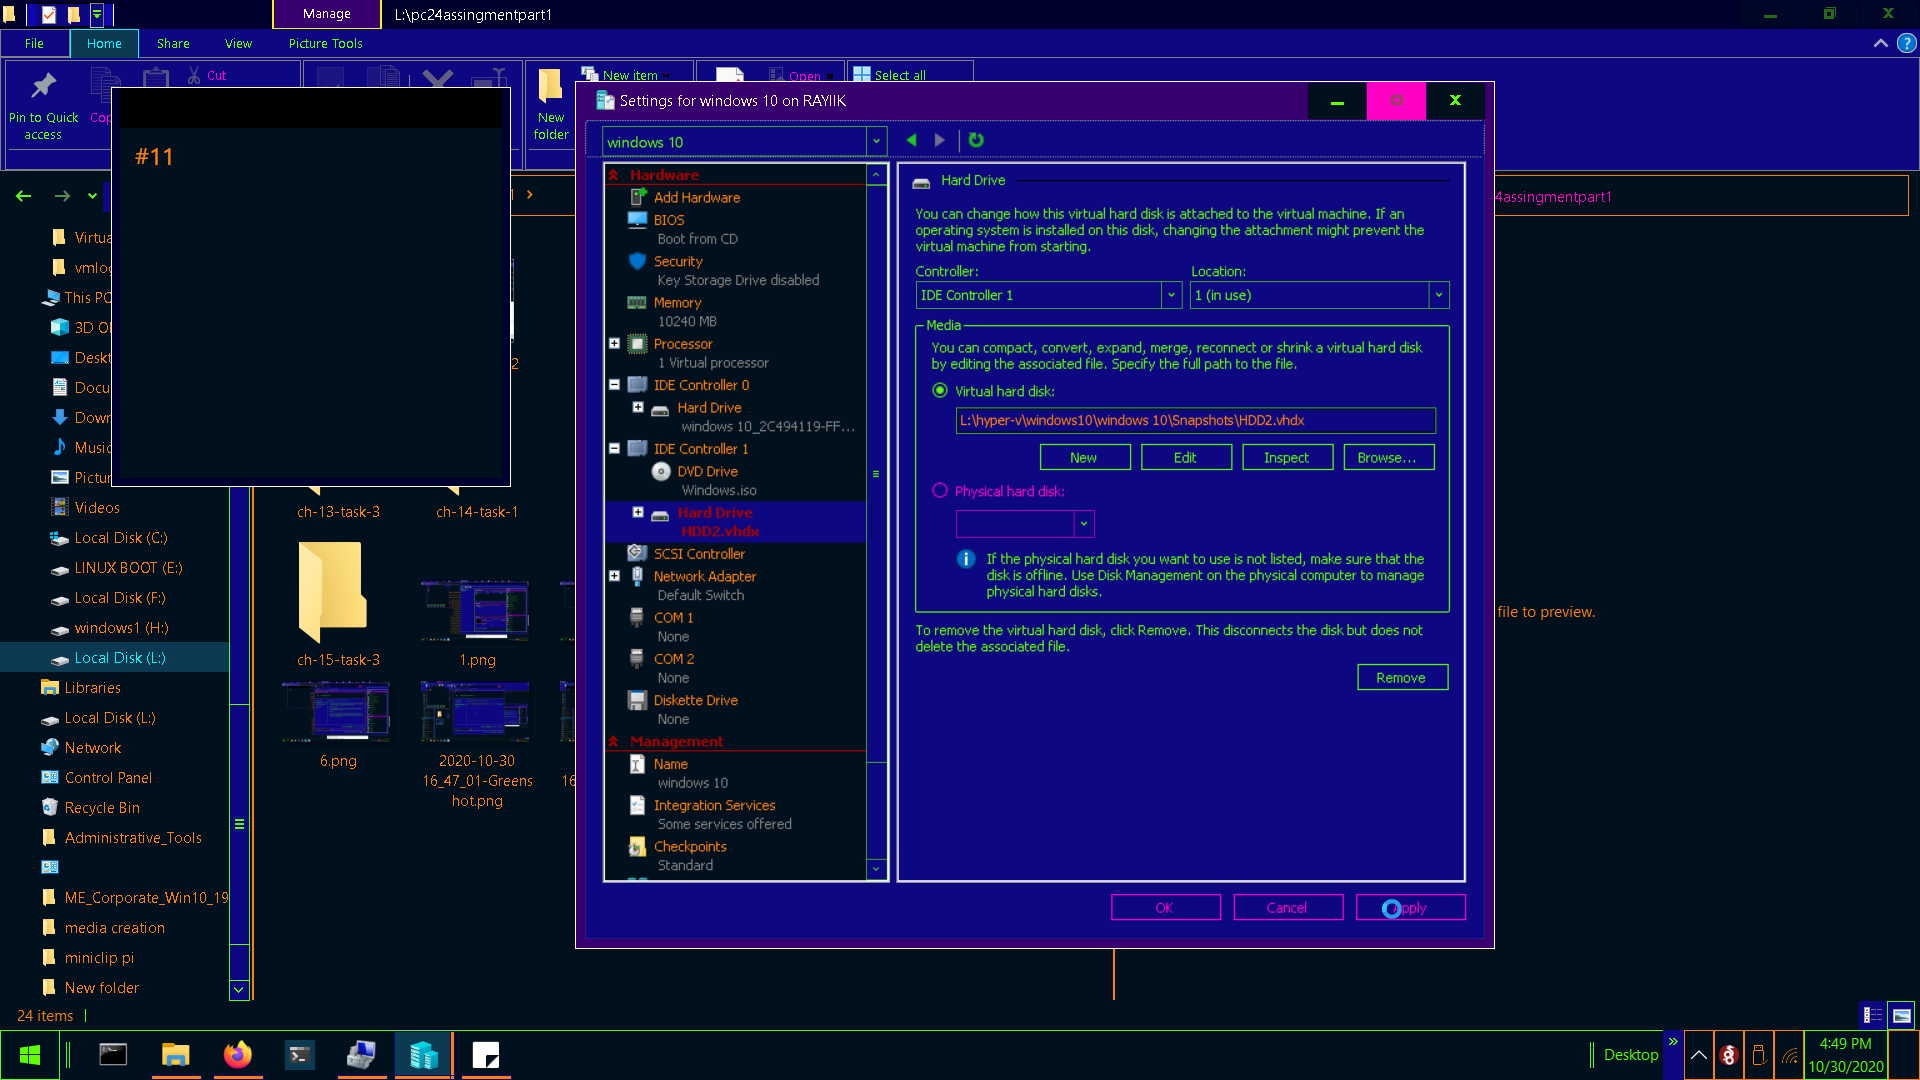 Manage
L:\pc24assingmentpart1
File
Home
Share
View
Picture Tools
Pin to Quick
access
Cut
New
folder
New item
Open
Select all
#11
Settings for windows 10 on RAYIIK
windows 10
Hardware
Add Hardware
BIOS
Boot from CD
Security
Key Storage Drive disabled
Memory
10240 MB
Processor
1 Virtual processor
IDE Controller 0
Hard Drive
windows 10_2C494119-FF...
IDE Controller 1
DVD Drive
Windows.iso
Hard Drive
HDD2.vhdx
SCSI Controller
Network Adapter
Default Switch
COM 1
None
COM 2
None
Diskette Drive
None
Management
Name
windows 10
Integration Services
Some services offered
Checkpoints
Standard
Hard Drive
You can change how this virtual hard disk is attached to the virtual machine. If an
operating system is installed on this disk, changing the attachment might prevent the
virtual machine from starting.
Controller:
Location:
IDE Controller 1
1 (in use)
Media
You can compact, convert, expand, merge, reconnect or shrink a virtual hard disk
by editing the associated file. Specify the full path to the file.
Virtual hard disk:
L:\hyper-v\windows10\windows 10\Snapshots\HDD2.vhdx
New
Edit
Inspect
Browse...
Physical hard disk:
If the physical hard disk you want to use is not listed, make sure that the
disk is offline. Use Disk Management on the physical computer to manage
physical hard disks.
To remove the virtual hard disk, click Remove. This disconnects the disk but does not
delete the associated file.
Remove
OK
Cancel
Apply
4assingmentpart1
file to preview.
Virtua
vmlo
This PC
3D O
Deskt
Docu
Down
Music
Pictur
Videos
Local Disk (C:)
LINUX BOOT (E:)
Local Disk (F:)
windows1 (H:)
Local Disk (L:)
Libraries
Local Disk (L:)
Network
Control Panel
Recycle Bin
Administrative_Tools
ME_Corporate_Win10_19
media creation
miniclip pi
New folder
ch-13-task-3
ch-14-task-1
ch-15-task-3
1.png
6.png
2020-10-30
16_47_01-Greens
hot.png
24 items
Desktop
4:49 PM
10/30/2020